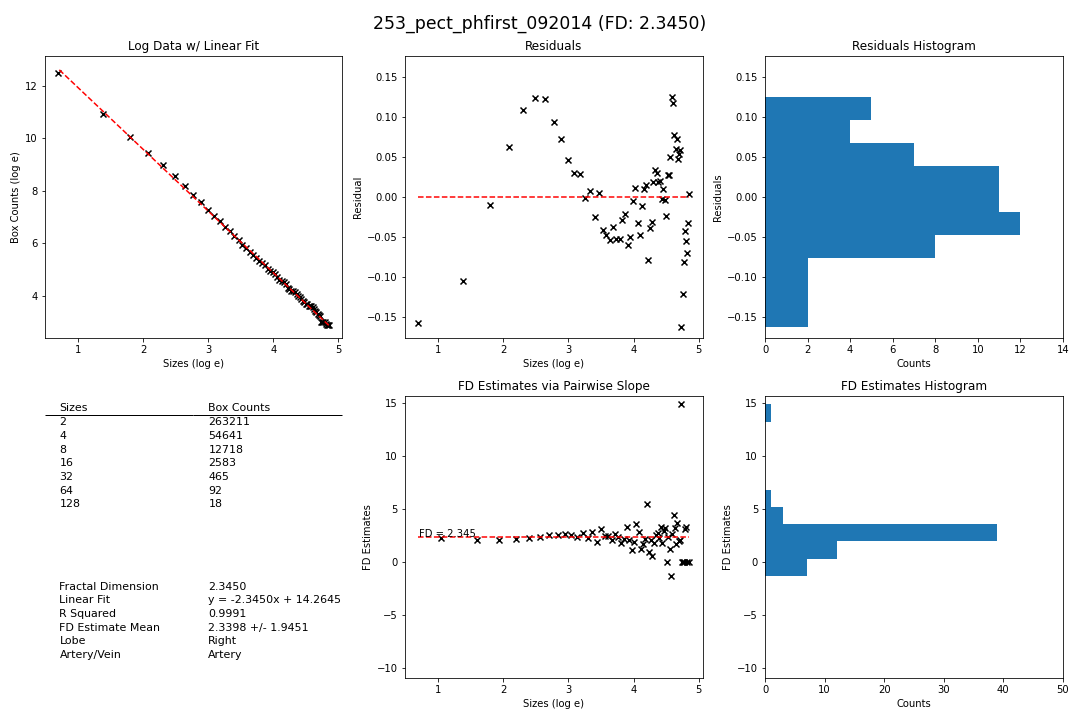 253_pect_phfirst_092014 (FD: 2.3450)
Log Data w/ Linear Fit
Box Counts (log e)
12
10
8
6
4
1 2 3 4 5
Sizes (log e)
Residuals
Residual
0.15
0.10
0.05
0.00
−0.05
−0.10
−0.15
1 2 3 4 5
Sizes (log e)
Residuals Histogram
Residuals
0.15
0.10
0.05
0.00
−0.05
−0.10
−0.15
0 2 4 6 8 10 12 14
Counts
Sizes Box Counts
2 263211
4 54641
8 12718
16 2583
32 465
64 92
128 18
Fractal Dimension 2.3450
Linear Fit y = -2.3450x + 14.2645
R Squared 0.9991
FD Estimate Mean 2.3398 +/- 1.9451
Lobe Right
Artery/Vein Artery
FD Estimates via Pairwise Slope
FD Estimates
15
10
5
0
−5
−10
FD = 2.345
1 2 3 4 5
Sizes (log e)
FD Estimates Histogram
FD Estimates
15
10
5
0
−5
−10
0 10 20 30 40 50
Counts